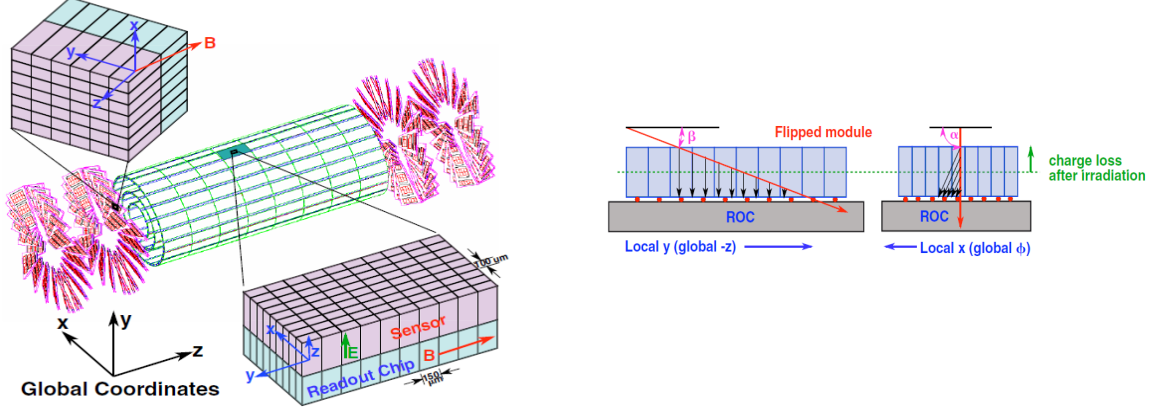 x
y
B
z
x
y
z
Global Coordinates
100 um
x
z
E
Sensor
B
y
Readout Chip
150
μm
β
Flipped module
α
charge loss
after irradiation
ROC
ROC
Local y (global -z)
Local x (global ϕ)